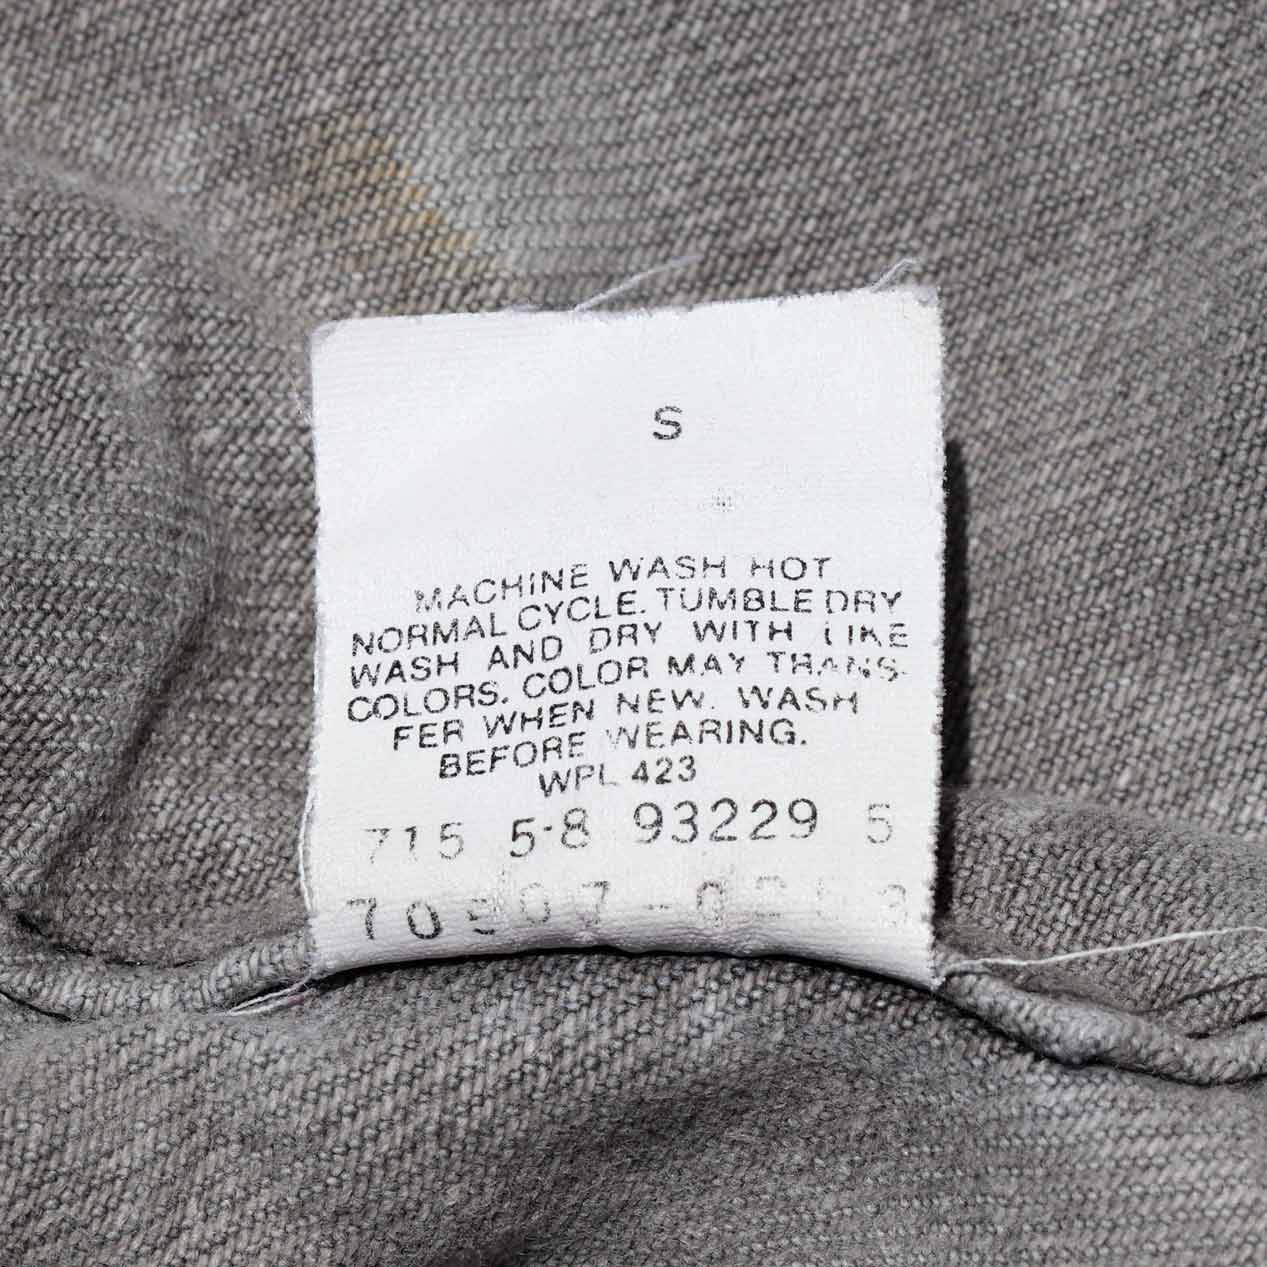 S
MACHINE WASH HOT
NORMAL CYCLE. TUMBLE DRY
WASH AND DRY WITH LIKE
COLORS. COLOR MAY TRANS-
FER WHEN NEW. WASH
BEFORE WEARING.
WPL 423
715 5-8 93229 5